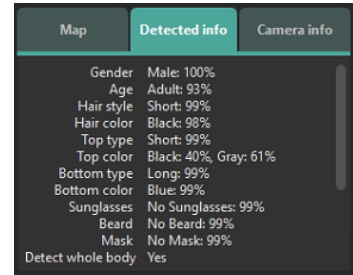 Map Detected info Camera info
Gender Male: 100%
Age Adult: 93%
Hair style Short: 99%
Hair color Black: 98%
Top type Short: 99%
Top color Black: 40%, Gray: 61%
Bottom type Long: 99%
Bottom color Blue: 99%
Sunglasses No Sunglasses: 99%
Beard No Beard: 99%
Mask No Mask: 99%
Detect whole body Yes